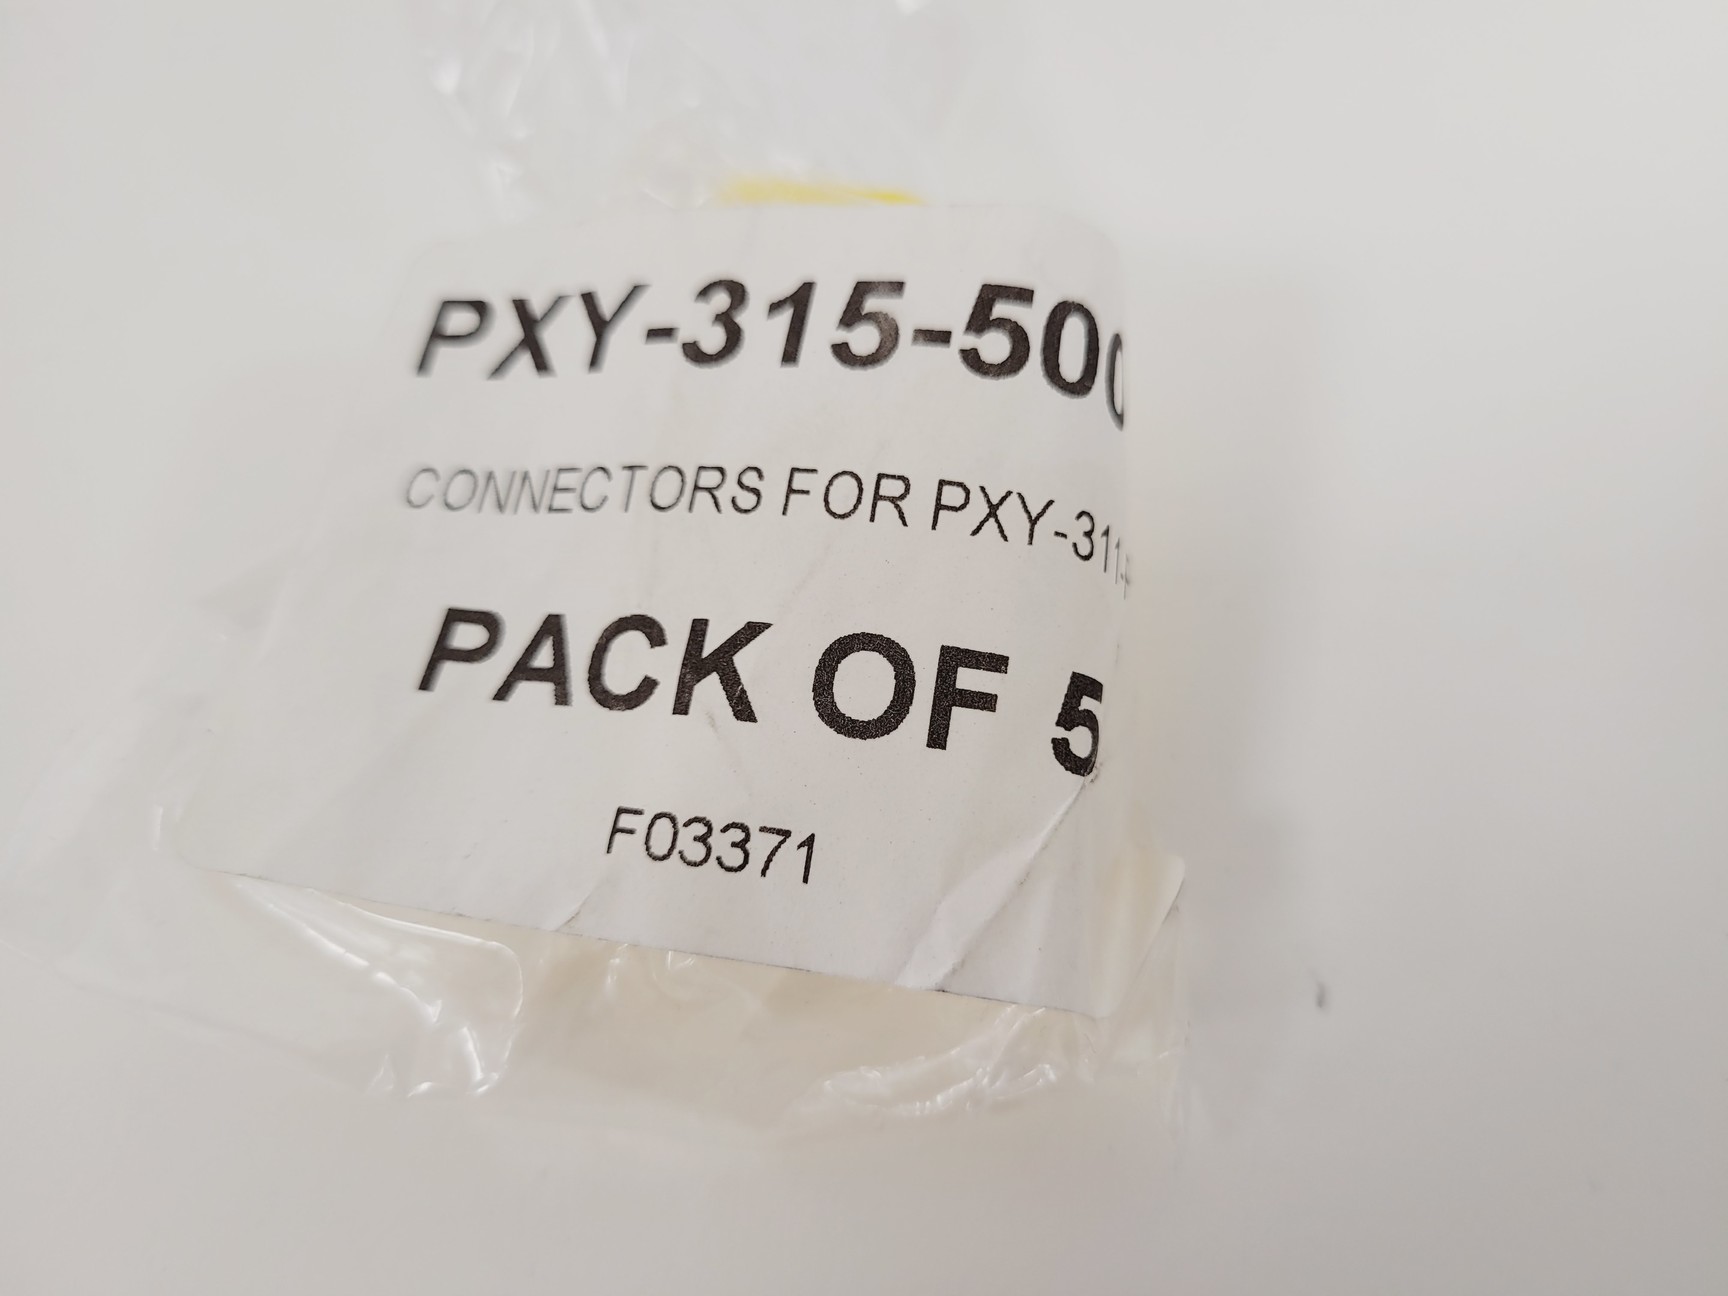 PXY-315-500
CONNECTORS FOR PXY-311-
PACK OF 5
F03371